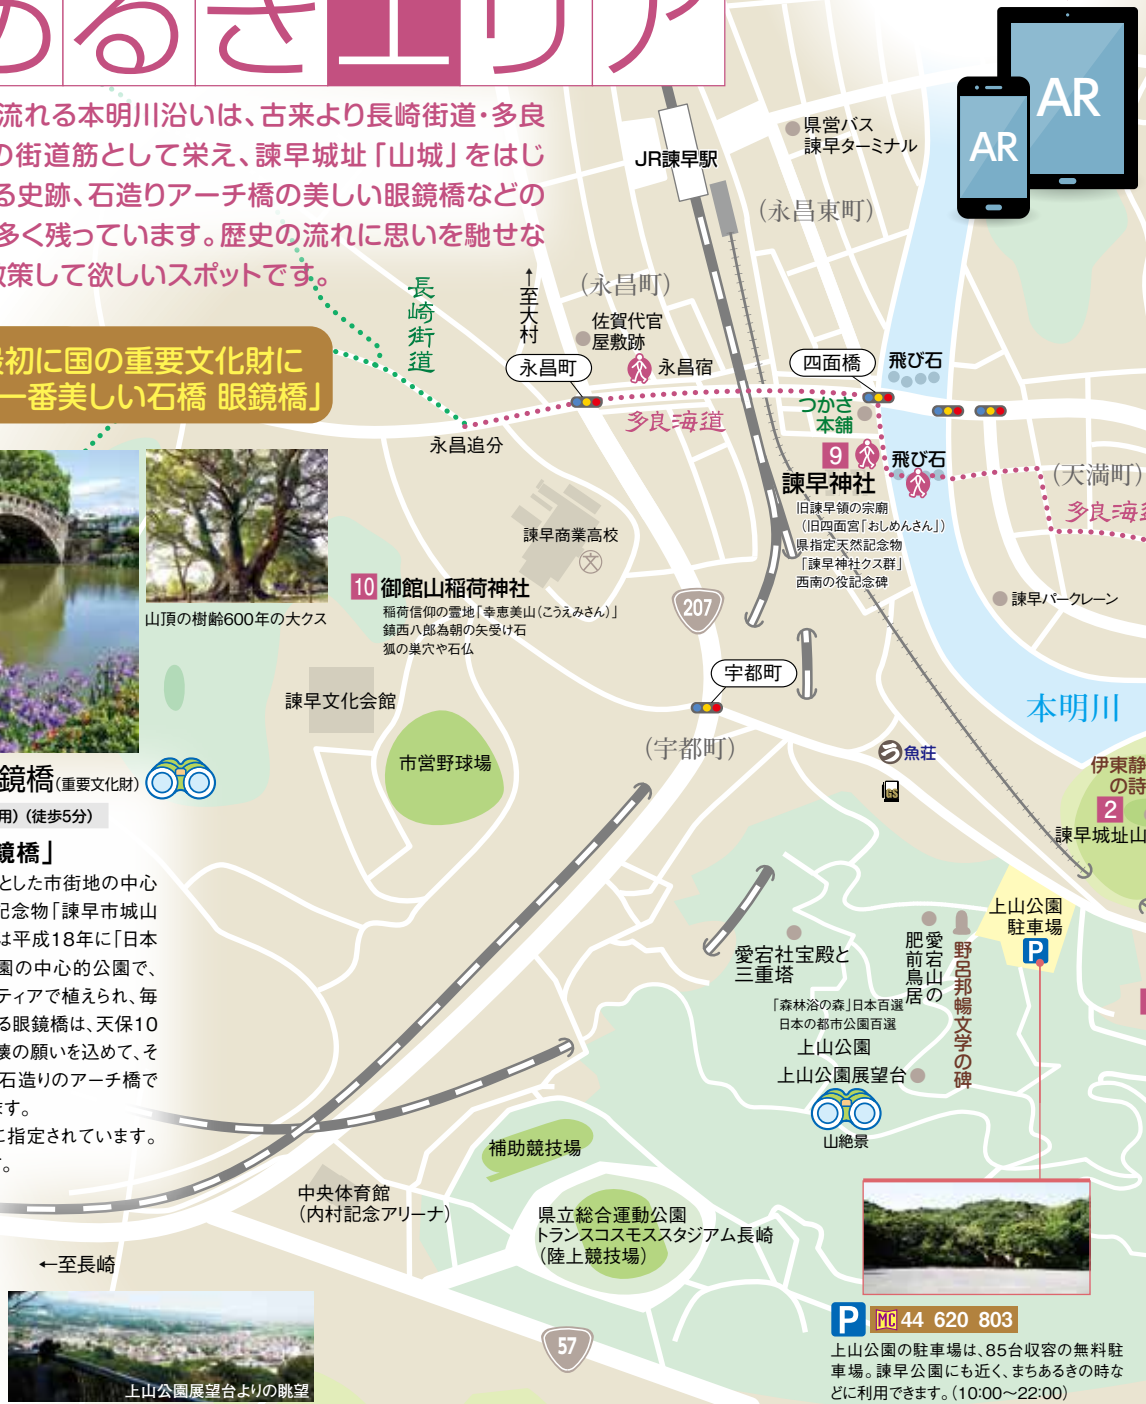 あるきエリア
流れる本明川沿いは、古来より長崎街道・多良
の街道筋として栄え、諫早城址「山城」をはじ
る史跡、石造りアーチ橋の美しい眼鏡橋などの
多く残っています。歴史の流れに思いを馳せな
策して欲しいスポットです。
最初に国の重要文化財に
一番美しい石橋 眼鏡橋」
山頂の樹齢600年の大クス
鏡橋(重要文化財)
用) (徒歩5分)
鏡橋」
とした市街地の中心
記念物「諫早市城山
は平成18年に「日本
園の中心的公園で、
ティアで植えられ、毎
る眼鏡橋は、天保10
壊の願いを込めて、そ
石造りのアーチ橋で
ます。
に指定されています。
す。
←至長崎
上山公園展望台よりの眺望
AR
AR
JR諫早駅
県営バス
諫早ターミナル
(永昌東町)
(永昌町)
←至大村
長崎街道
佐賀代官
屋敷跡
永昌町
永昌宿
四面橋
飛び石
多良海道
つかさ
本舗
永昌追分
9
飛び石
諫早神社
旧諫早領の宗廟
(旧四面宮「おしめんさん」)
県指定天然記念物
「諫早神社クス群」
西南の役記念碑
(天満町)
多良海道
諫早商業高校
文
10 御館山稲荷神社
稲荷信仰の霊地「幸恵美山(こうえみさん)」
鎮西八郎為朝の矢受け石
狐の巣穴や石仏
207
諫早パークレーン
宇都町
諫早文化会館
本明川
(宇都町)
市営野球場
う 魚荘
GS
伊東静
の詩
2
諫早城址山
上山公園
駐車場
P
愛宕社宝殿と
三重塔
愛宕山の
肥前鳥居
野呂邦暢文学の碑
「森林浴の森」日本百選
日本の都市公園百選
上山公園
上山公園展望台
山絶景
補助競技場
中央体育館
(内村記念アリーナ)
県立総合運動公園
トランスコスモススタジアム長崎
(陸上競技場)
57
P MC 44 620 803
上山公園の駐車場は、85台収容の無料駐
車場。諫早公園にも近く、まちあるきの時な
どに利用できます。(10:00〜22:00)